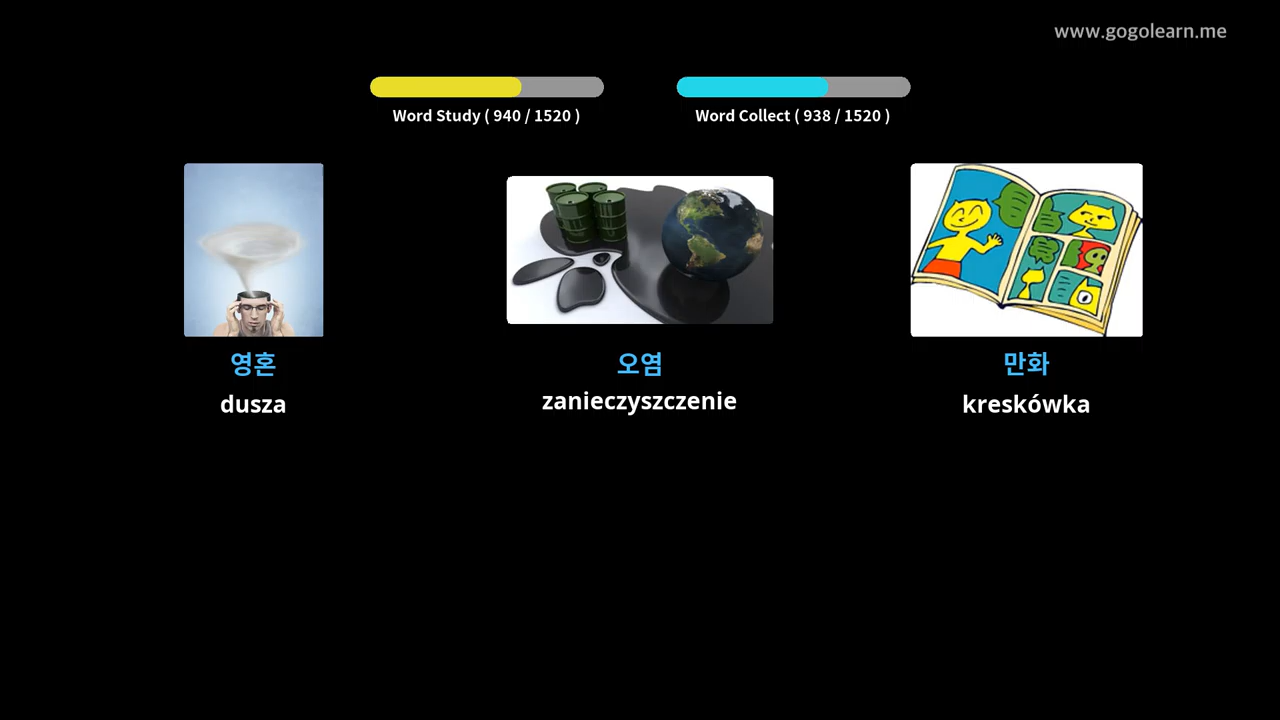 www.gogolearn.me
Word Study ( 940 / 1520 )
Word Collect ( 938 / 1520 )
영혼
dusza
오염
zanieczyszczenie
만화
kreskówka